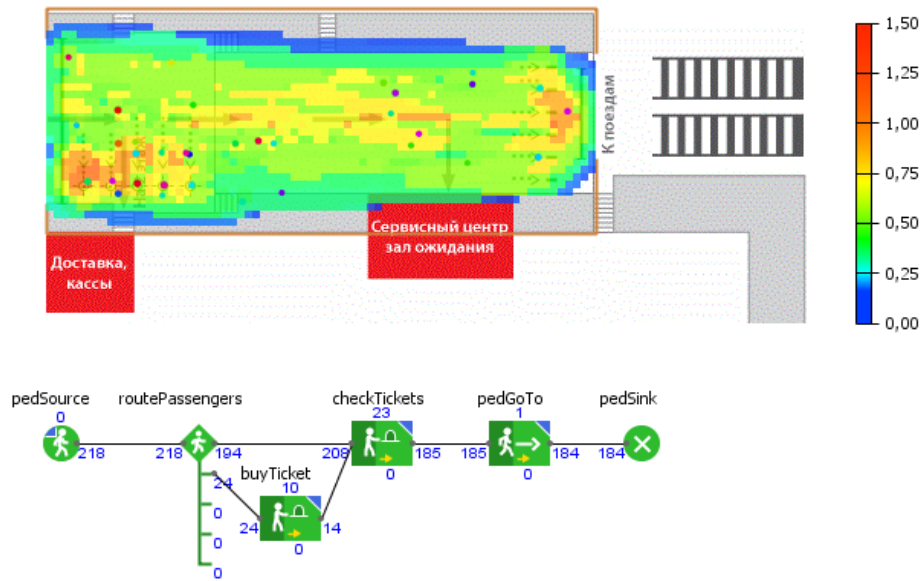 1,50
1,25
1,00
0,75
0,50
0,25
0,00
К поездам
Сервисный центр
зал ожидания
Доставка,
кассы
pedSource
routePassengers
checkTickets
pedGoTo
pedSink
0
23
1
218
218
194
208
185
185
184
184
0
0
buyTicket
24
10
24
14
0
0
0
0